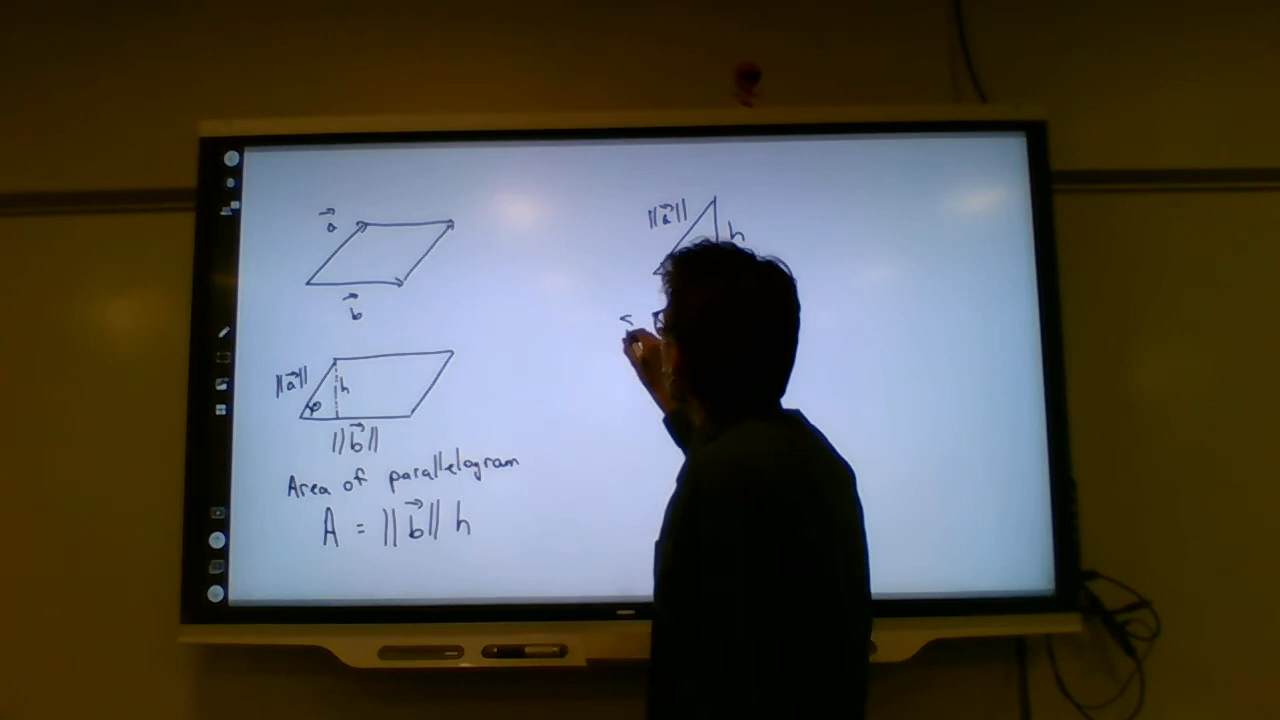 a⃗
b⃗
||a⃗||
h
||b⃗||
Area of parallelogram
A = ||b⃗|| h
||a⃗||
h